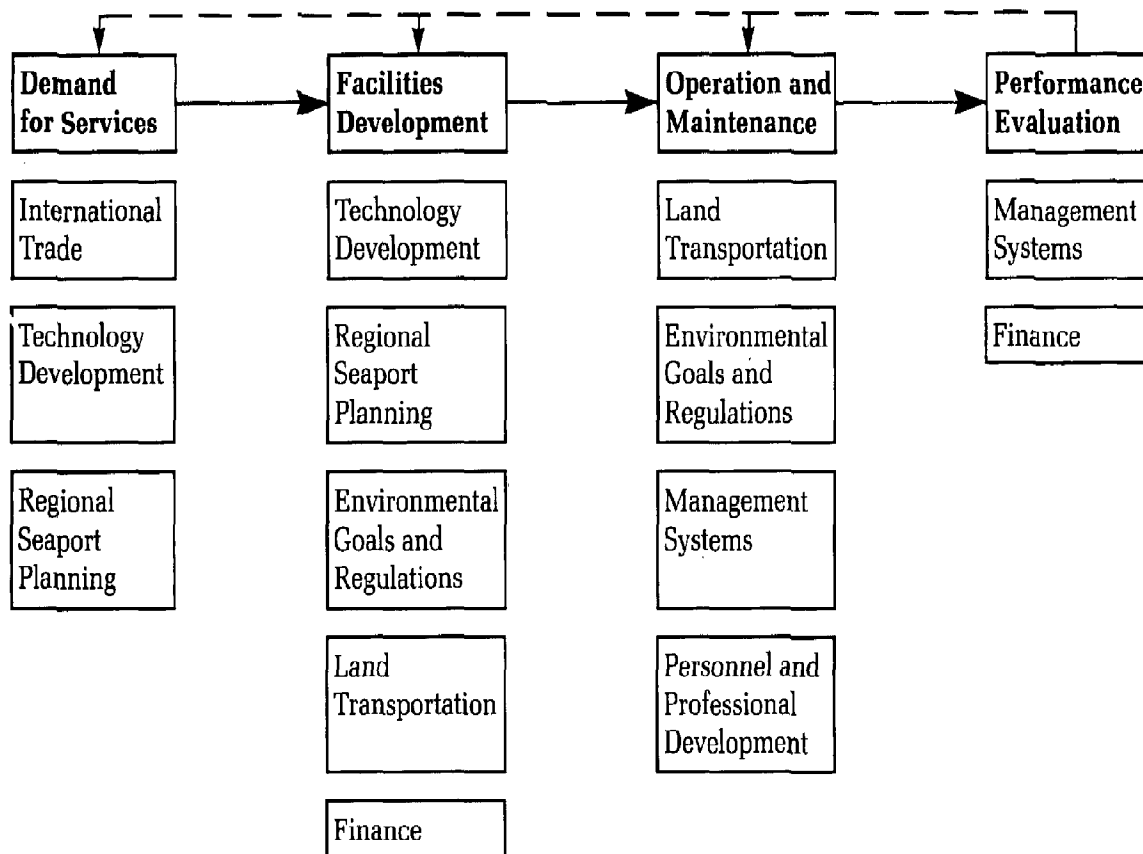 Demand
for Services
International
Trade
Technology
Development
Regional
Seaport
Planning
Facilities
Development
Technology
Development
Regional
Seaport
Planning
Environmental
Goals and
Regulations
Land
Transportation
Finance
Operation and
Maintenance
Land
Transportation
Environmental
Goals and
Regulations
Management
Systems
Personnel and
Professional
Development
Performance
Evaluation
Management
Systems
Finance